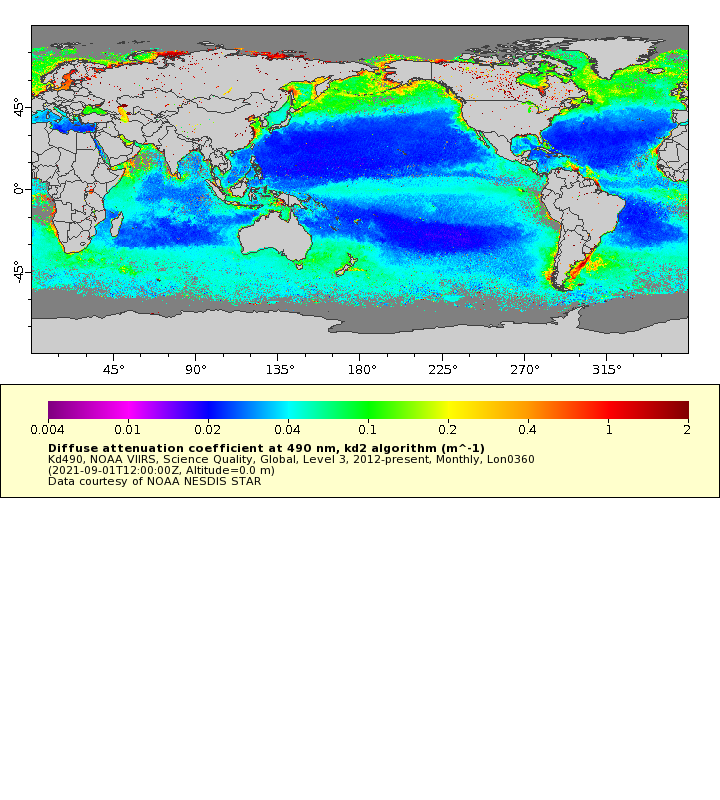 45°
0°
-45°
45° 90° 135° 180° 225° 270° 315°
0.004 0.01 0.02 0.04 0.1 0.2 0.4 1 2
Diffuse attenuation coefficient at 490 nm, kd2 algorithm (m^-1)
Kd490, NOAA VIIRS, Science Quality, Global, Level 3, 2012-present, Monthly, Lon0360
(2021-09-01T12:00:00Z, Altitude=0.0 m)
Data courtesy of NOAA NESDIS STAR